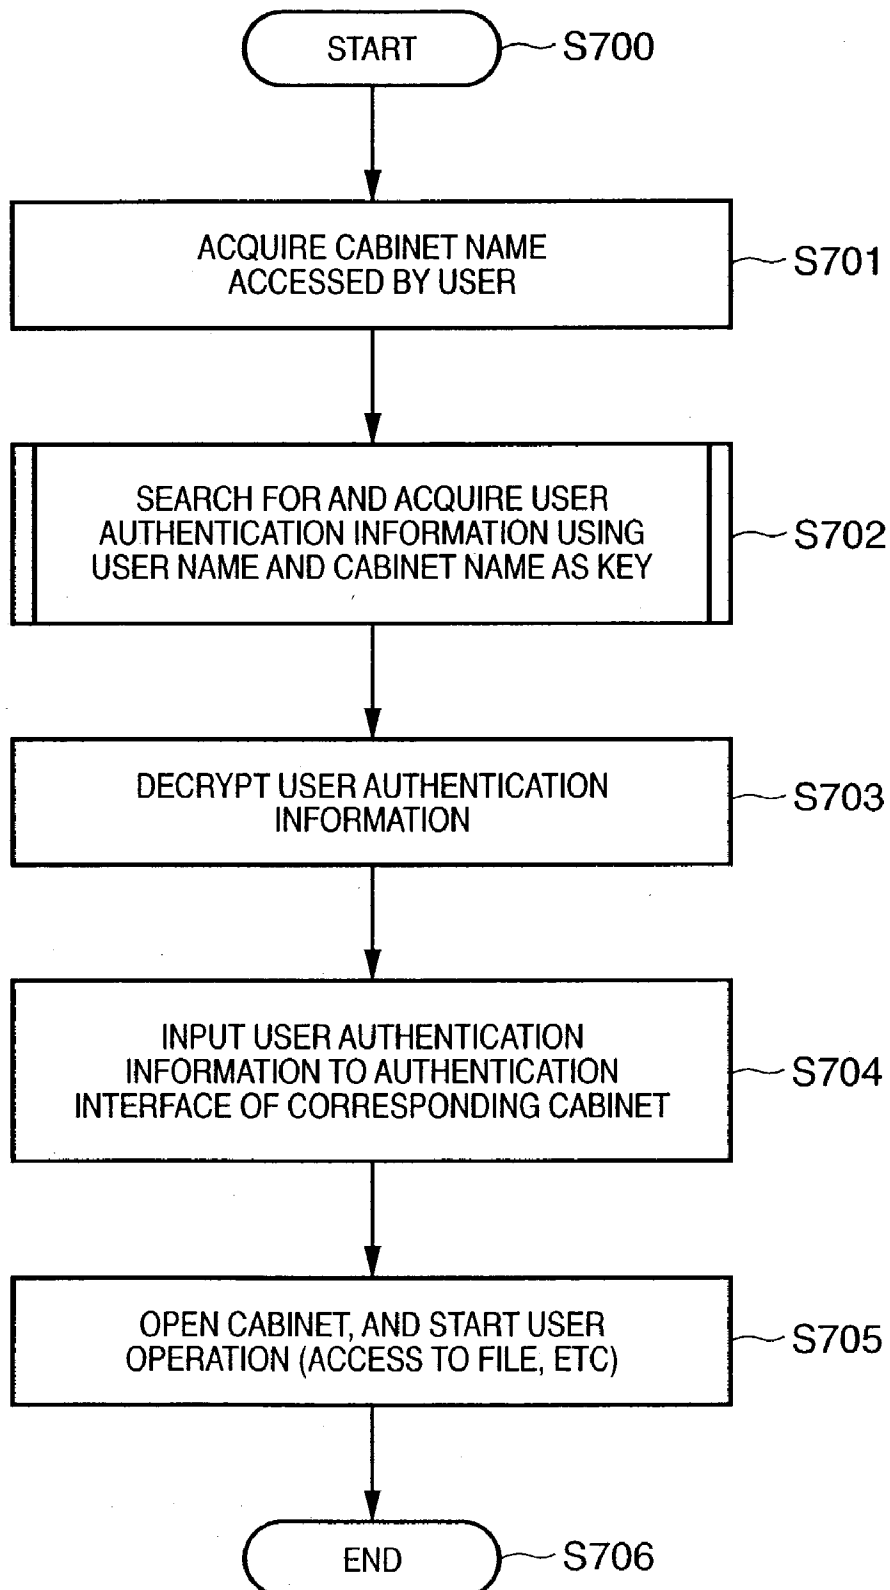 START
S700
ACQUIRE CABINET NAME
ACCESSED BY USER
S701
SEARCH FOR AND ACQUIRE USER
AUTHENTICATION INFORMATION USING
USER NAME AND CABINET NAME AS KEY
S702
DECRYPT USER AUTHENTICATION
INFORMATION
S703
INPUT USER AUTHENTICATION
INFORMATION TO AUTHENTICATION
INTERFACE OF CORRESPONDING CABINET
S704
OPEN CABINET, AND START USER
OPERATION (ACCESS TO FILE, ETC)
S705
END
S706